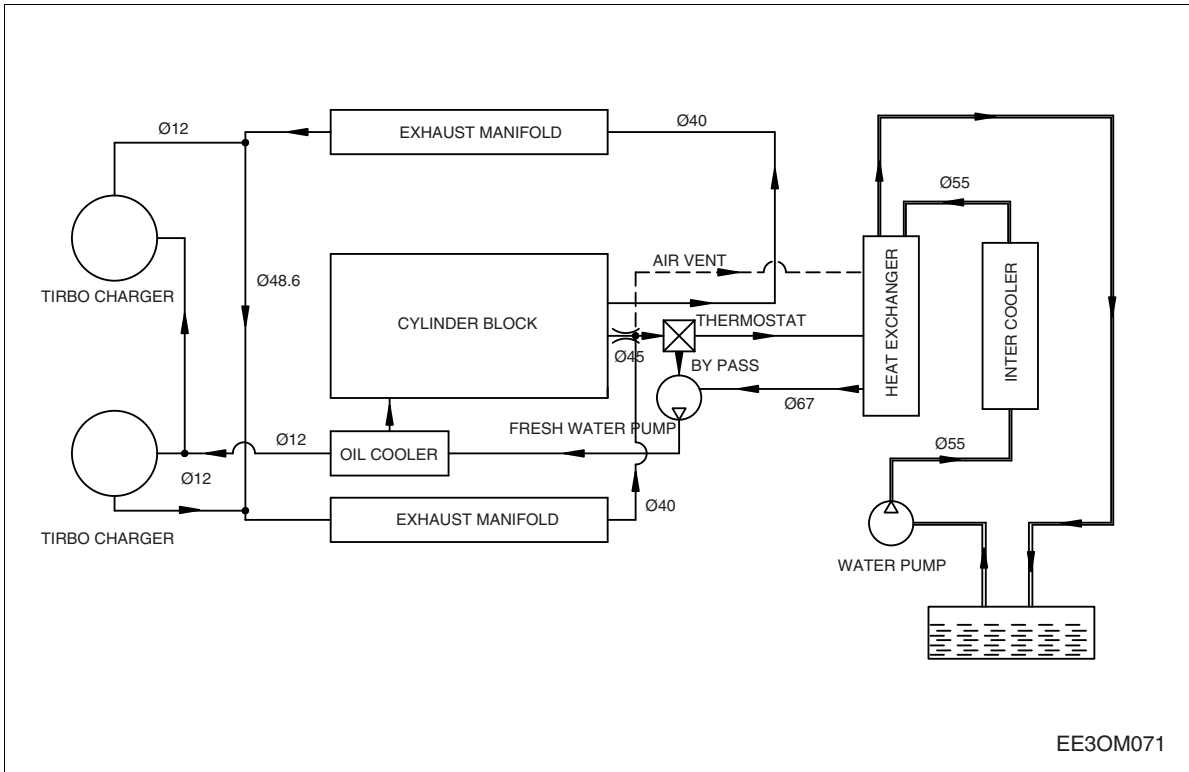 Ø12
EXHAUST MANIFOLD
Ø40
Ø55
TIRBO CHARGER
Ø48.6
CYLINDER BLOCK
AIR VENT
THERMOSTAT
Ø45
BY PASS
HEAT EXCHANGER
INTER COOLER
Ø67
FRESH WATER PUMP
Ø12
OIL COOLER
Ø12
Ø55
Ø40
EXHAUST MANIFOLD
TIRBO CHARGER
WATER PUMP
EE3OM071